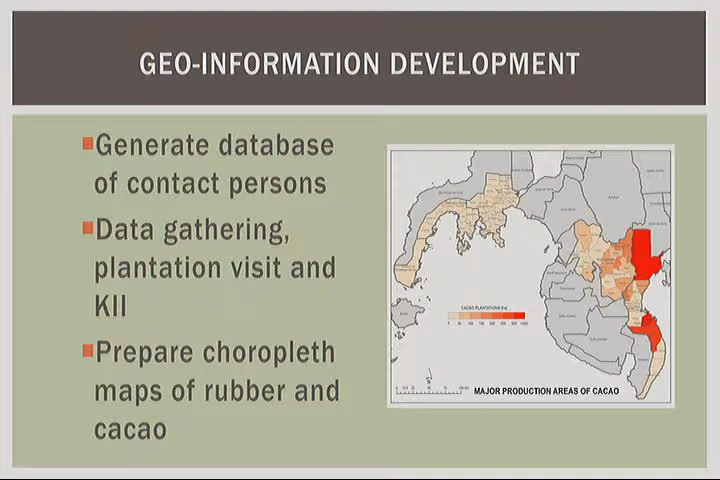 GEO-INFORMATION DEVELOPMENT
Generate database
of contact persons
Data gathering,
plantation visit and
KII
Prepare choropleth
maps of rubber and
cacao
CACAO PLANTATIONS (ha)
MAJOR PRODUCTION AREAS OF CACAO